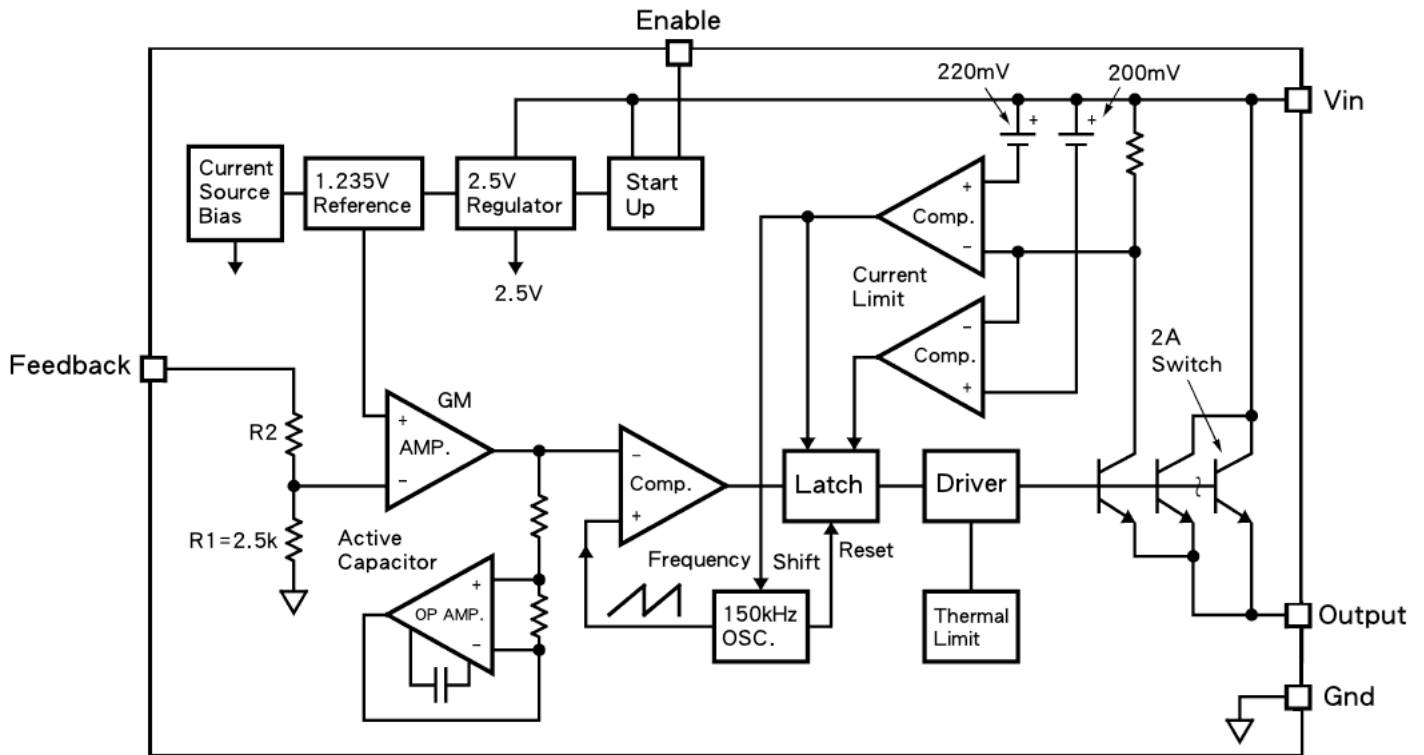 Enable
220mV
200mV
+
+
Vin
Current
Source
Bias
1.235V
Reference
2.5V
Regulator
Start
Up
+
Comp.
−
2.5V
Current
Limit
−
Comp.
+
2A
Switch
Feedback
GM
R2
+
AMP.
−
−
Comp.
+
Latch
Driver
R1=2.5k
Active
Capacitor
Frequency
Shift
Reset
+
OP AMP.
−
150kHz
OSC.
Thermal
Limit
Output
Gnd